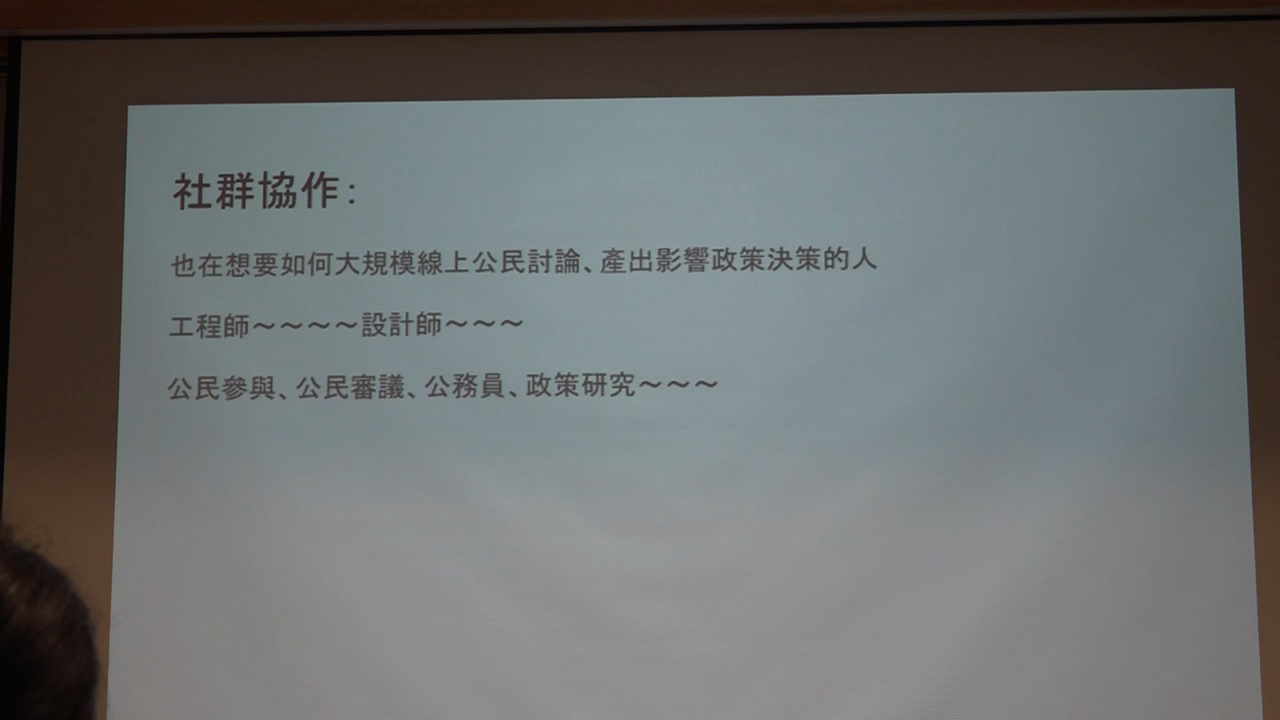 社群協作：
也在想要如何大規模線上公民討論、產出影響政策決策的人
工程師～～～～設計師～～～
公民參與、公民審議、公務員、政策研究～～～